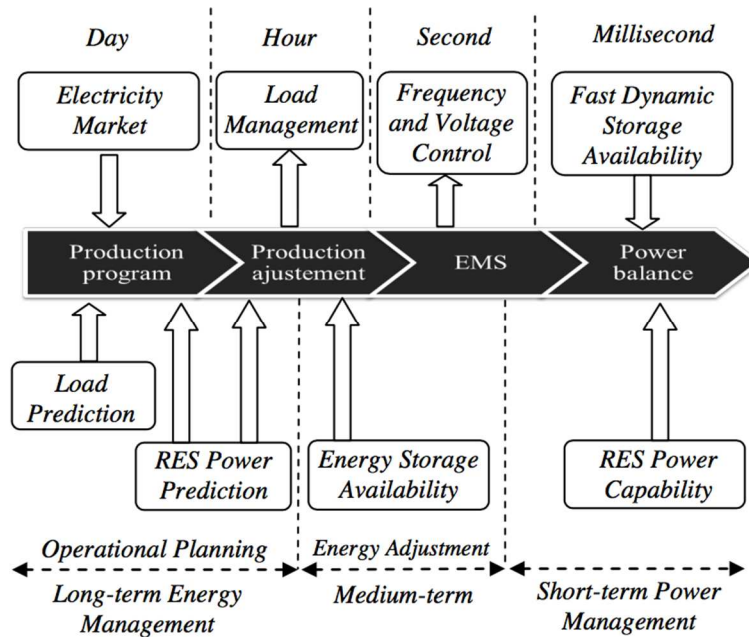 Day
Hour
Second
Millisecond
Electricity
Market
Load
Management
Frequency
and Voltage
Control
Fast Dynamic
Storage
Availability
Production
program
Production
ajustement
EMS
Power
balance
Load
Prediction
RES Power
Prediction
Energy Storage
Availability
RES Power
Capability
Operational Planning
Energy Adjustment
Long-term Energy
Management
Medium-term
Short-term Power
Management